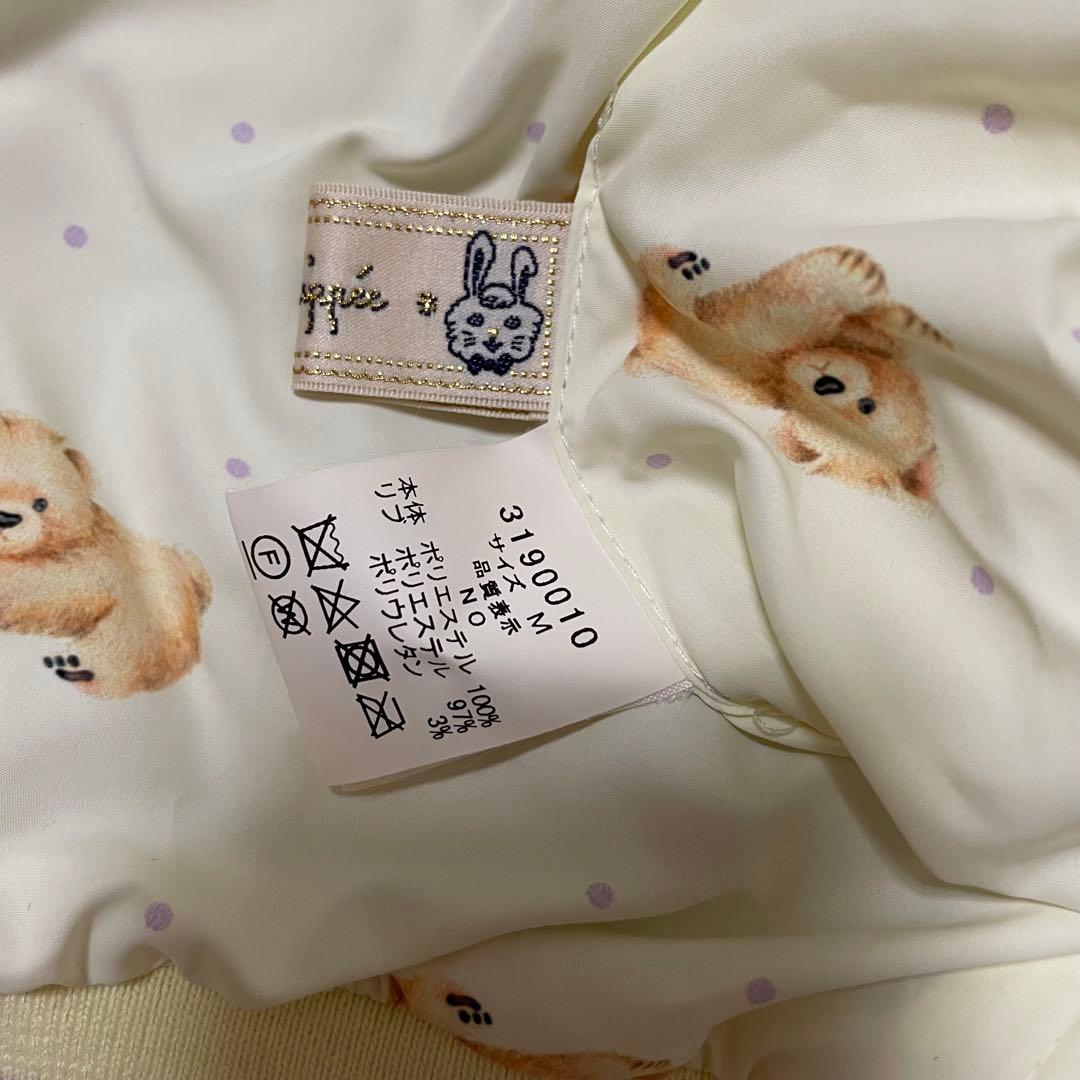 ippée *
3190010
サイズ M
品質表示
NO
本体 ポリエステル 100%
リブ ポリエステル 97%
ポリウレタン 3%
F
W